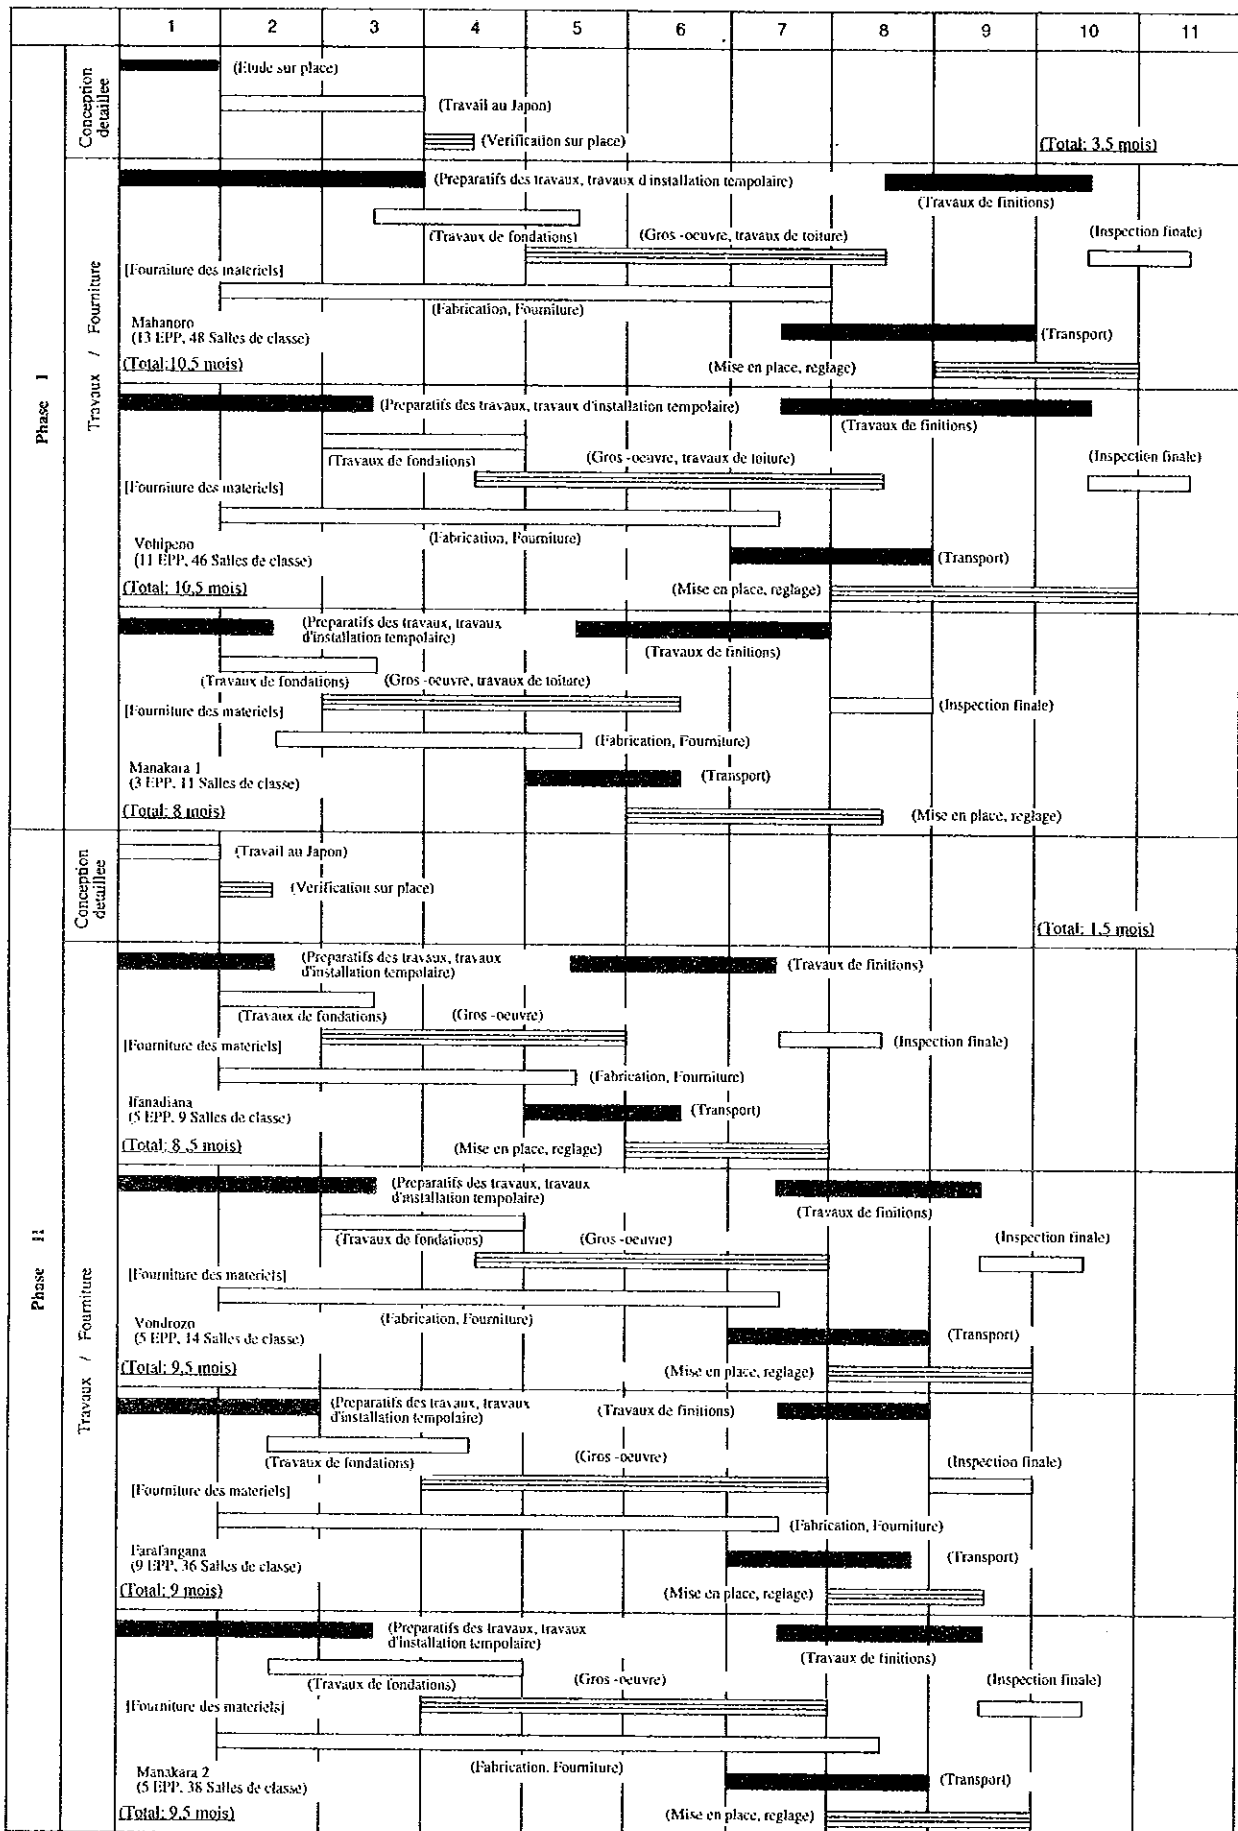 1 2 3 4 5 6 7 8 9 10 11
Phase I
Conception
detaillee
(Etude sur place)
(Travail au Japon)
(Verification sur place)
(Total: 3.5 mois)
Travaux / Fourniture
(Preparatifs des travaux, travaux d'installation tempolaire)
(Travaux de finitions)
(Travaux de fondations)
(Gros -oeuvre, travaux de toiture)
(Inspection finale)
[Fourniture des materiels]
(Fabrication, Fourniture)
Mahanoro
(13 EPP, 48 Salles de classe)
(Transport)
(Total: 10.5 mois)
(Mise en place, reglage)
(Preparatifs des travaux, travaux d'installation tempolaire)
(Travaux de finitions)
(Travaux de fondations)
(Gros -oeuvre, travaux de toiture)
(Inspection finale)
[Fourniture des materiels]
(Fabrication, Fourniture)
Vohipeno
(11 EPP, 46 Salles de classe)
(Transport)
(Total: 10.5 mois)
(Mise en place, reglage)
(Preparatifs des travaux, travaux
d'installation tempolaire)
(Travaux de finitions)
(Travaux de fondations)
(Gros -oeuvre, travaux de toiture)
[Fourniture des materiels]
(Inspection finale)
(Fabrication, Fourniture)
Manakara 1
(3 EPP, 11 Salles de classe)
(Transport)
(Total: 8 mois)
(Mise en place, reglage)
Phase II
Conception
detaillee
(Travail au Japon)
(Verification sur place)
(Total: 1.5 mois)
Travaux / Fourniture
(Preparatifs des travaux, travaux
d'installation tempolaire)
(Travaux de finitions)
(Travaux de fondations)
(Gros -oeuvre)
[Fourniture des materiels]
(Inspection finale)
(Fabrication, Fourniture)
Ifanadiana
(5 EPP, 9 Salles de classe)
(Transport)
(Total: 8 .5 mois)
(Mise en place, reglage)
(Preparatifs des travaux, travaux
d'installation tempolaire)
(Travaux de finitions)
(Travaux de fondations)
(Gros -oeuvre)
(Inspection finale)
[Fourniture des materiels]
(Fabrication, Fourniture)
Vondrozo
(5 EPP, 14 Salles de classe)
(Transport)
(Total: 9.5 mois)
(Mise en place, reglage)
(Preparatifs des travaux, travaux
d'installation tempolaire)
(Travaux de finitions)
(Travaux de fondations)
(Gros -oeuvre)
(Inspection finale)
[Fourniture des materiels]
(Fabrication, Fourniture)
Farafangana
(9 EPP, 36 Salles de classe)
(Transport)
(Total: 9 mois)
(Mise en place, reglage)
(Preparatifs des travaux, travaux
d'installation tempolaire)
(Travaux de finitions)
(Travaux de fondations)
(Gros -oeuvre)
(Inspection finale)
[Fourniture des materiels]
(Fabrication. Fourniture)
Manakara 2
(5 EPP, 38 Salles de classe)
(Transport)
(Total: 9.5 mois)
(Mise en place, reglage)